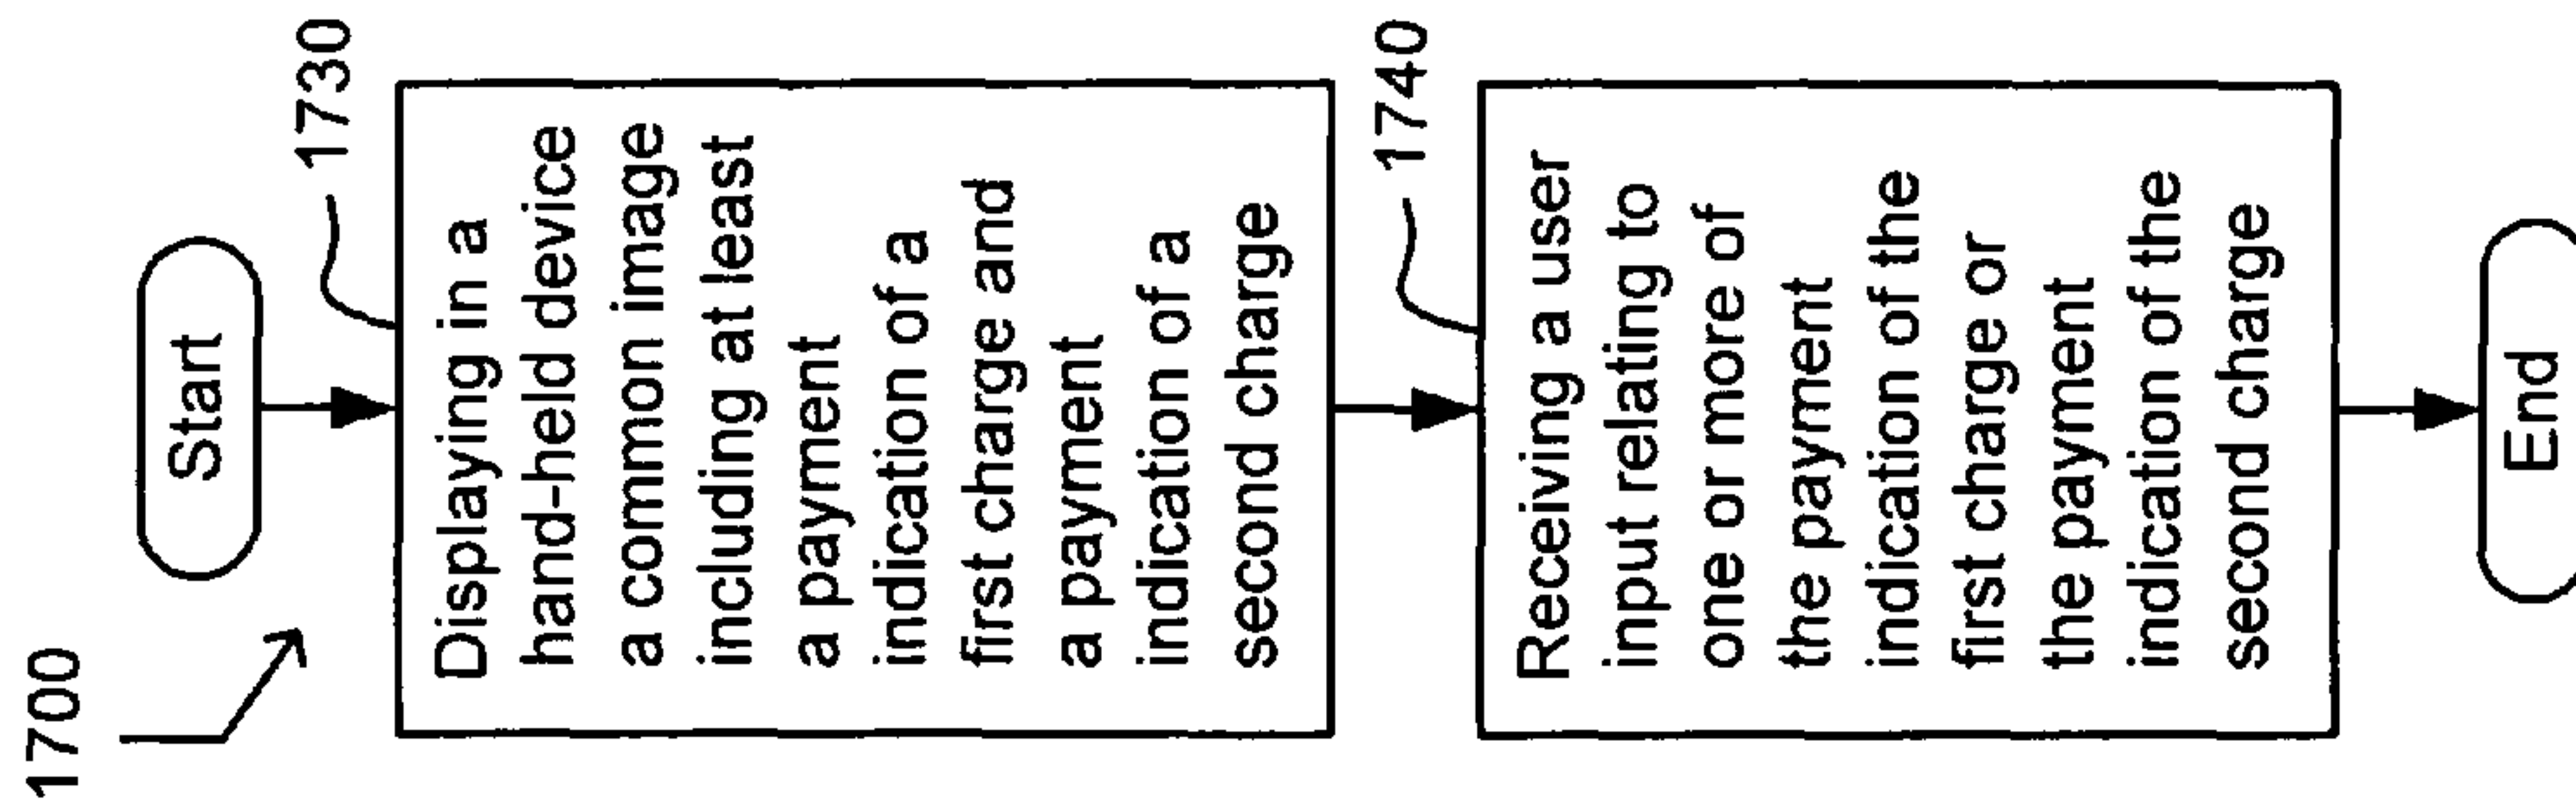 1700
Start
1730
Displaying in a
hand-held device
a common image
including at least
a payment
indication of a
first charge and
a payment
indication of a
second charge
1740
Receiving a user
input relating to
one or more of
the payment
indication of the
first charge or
the payment
indication of the
second charge
End